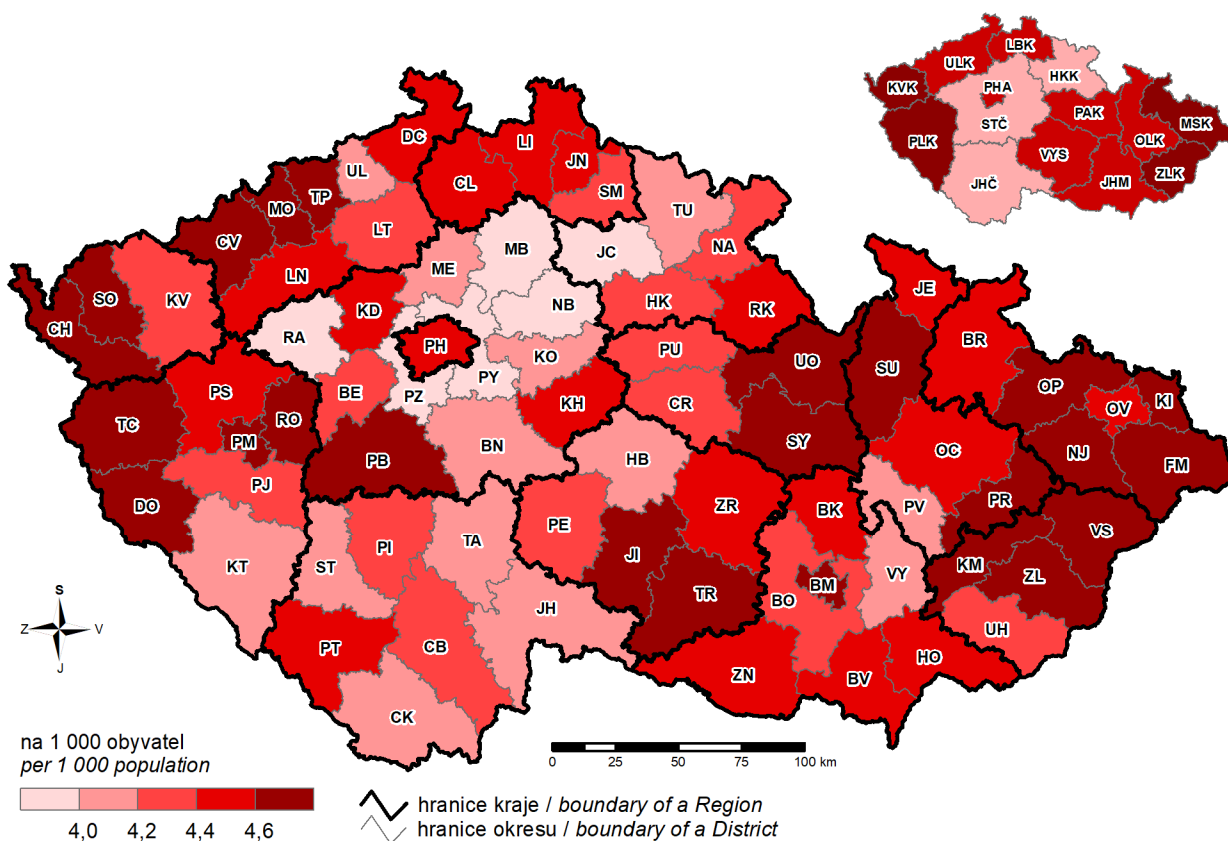 LBK
ULK
HKK
KVK
PHA
PAK
MSK
STČ
OLK
PLK
VYS
ZLK
JHČ
JHM
DC
LI
JN
UL
CL
TP
SM
MO
TU
CV
LT
MB
NA
JC
ME
LN
SO
KV
NB
HK
KD
RK
JE
CH
RA
PH
KO
PU
BR
UO
SU
PY
PS
BE
PZ
OP
KI
OV
RO
KH
CR
TC
PM
BN
SY
OC
NJ
FM
PB
HB
PJ
DO
PR
ZR
PV
BK
PE
VS
TA
PI
JI
KT
ST
KM
VY
ZL
BM
TR
BO
JH
UH
PT
CB
HO
ZN
BV
CK
S
Z V
J
na 1 000 obyvatel
per 1 000 population
4,0 4,2 4,4 4,6
0 25 50 75 100 km
hranice kraje / boundary of a Region
hranice okresu / boundary of a District